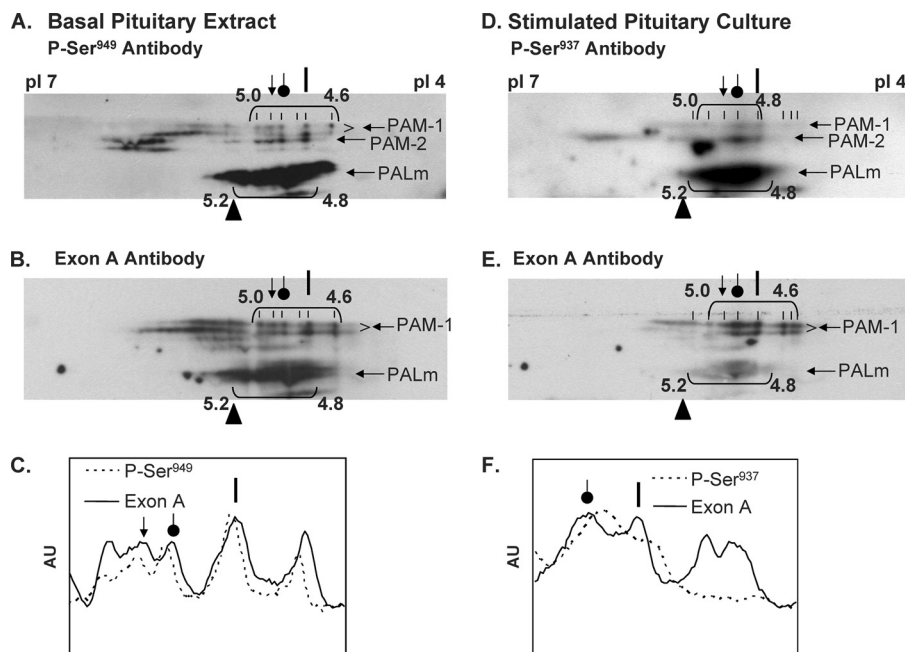 A. Basal Pituitary Extract
P-Ser⁹⁴⁹ Antibody
pI 7
pI 4
5.0
4.6
> PAM-1
PAM-2
PALm
5.2
4.8
B. Exon A Antibody
5.0
4.6
> PAM-1
PALm
5.2
4.8
C.
P-Ser⁹⁴⁹
Exon A
AU
D. Stimulated Pituitary Culture
P-Ser⁹³⁷ Antibody
pI 7
pI 4
5.0
4.8
PAM-1
PAM-2
PALm
5.2
4.8
E. Exon A Antibody
5.0
4.6
> PAM-1
PALm
5.2
4.8
F.
P-Ser⁹³⁷
Exon A
AU